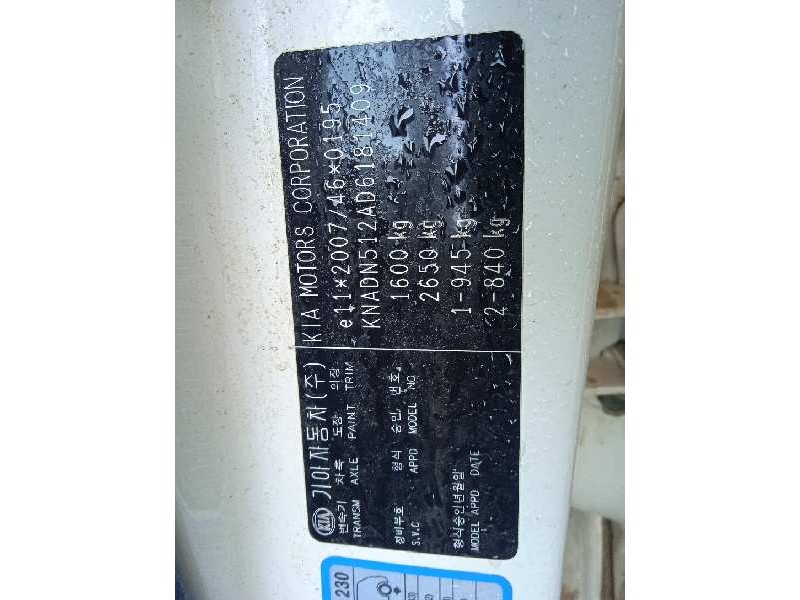 KIA 기아자동차(주) KIA MOTORS CORPORATION
변속기 차축 도장 의장
TRANSM AXLE PAINT TRIM
e11*2007/46*0195
KNADN512AD6181409
정비부호 형식 승인 번호
S.V.C APPD MODEL NO
1600 kg
2650 kg
1-945 kg
2-840 kg
형식승인년월일
MODEL APPD DATE
230